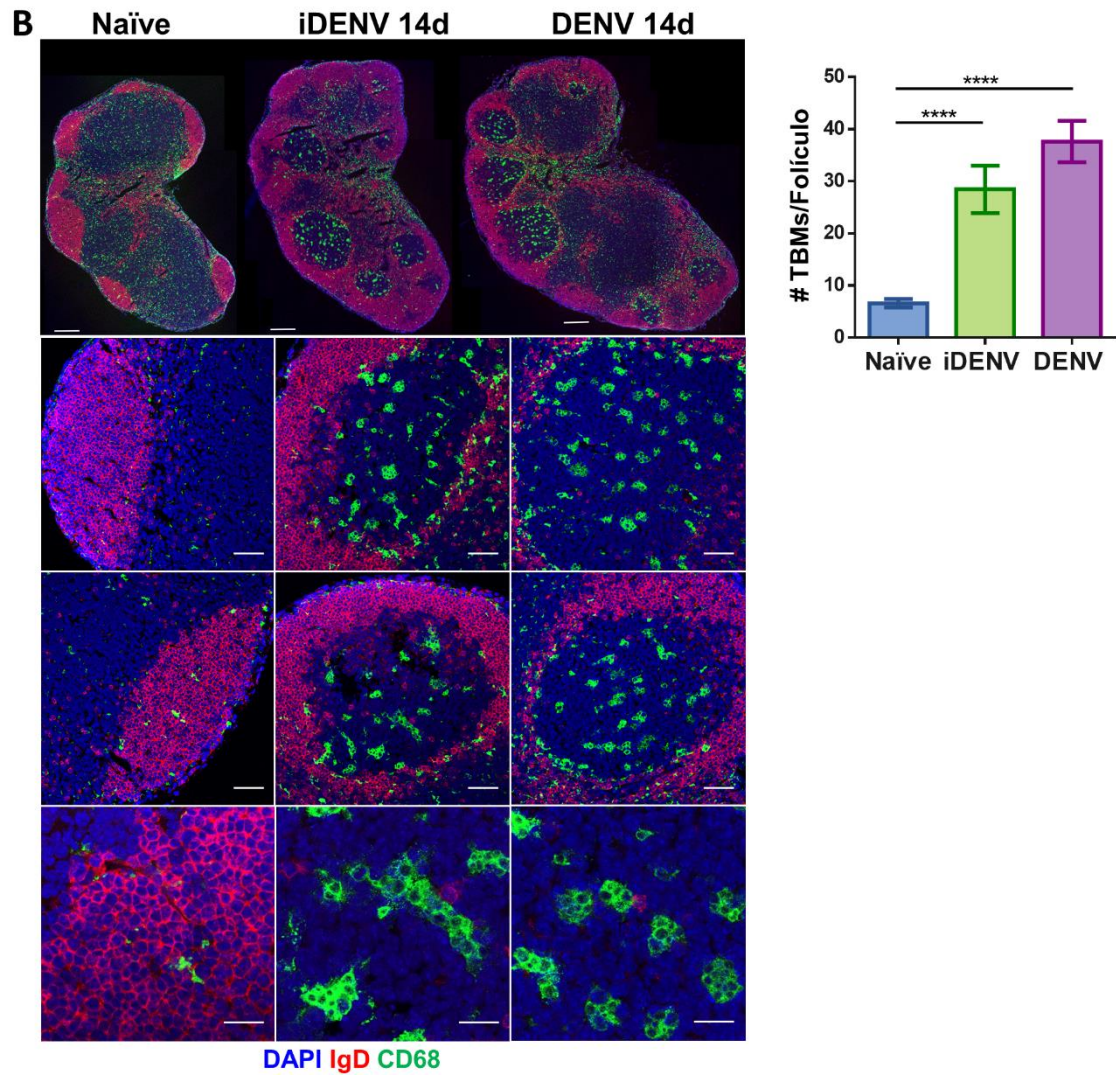 B
Naïve iDENV 14d DENV 14d
50
40
30
20
10
0
# TBMs/Folículo
****
****
Naïve iDENV DENV
DAPI IgD CD68